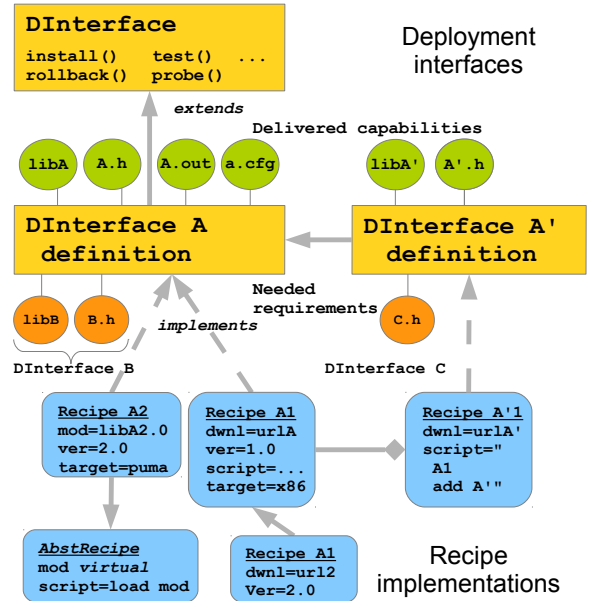 DInterface
install() test() ...
rollback() probe()
Deployment
interfaces
extends
Delivered capabilities
libA
A.h
A.out
a.cfg
libA'
A'.h
DInterface A
definition
DInterface A'
definition
Needed
requirements
libB
B.h
implements
C.h
DInterface B
DInterface C
Recipe A2
mod=libA2.0
ver=2.0
target=puma
Recipe A1
dwnl=urlA
ver=1.0
script=...
target=x86
Recipe A'1
dwnl=urlA'
script="
A1
add A'"
AbstRecipe
mod virtual
script=load mod
Recipe A1
dwnl=url2
Ver=2.0
Recipe
implementations